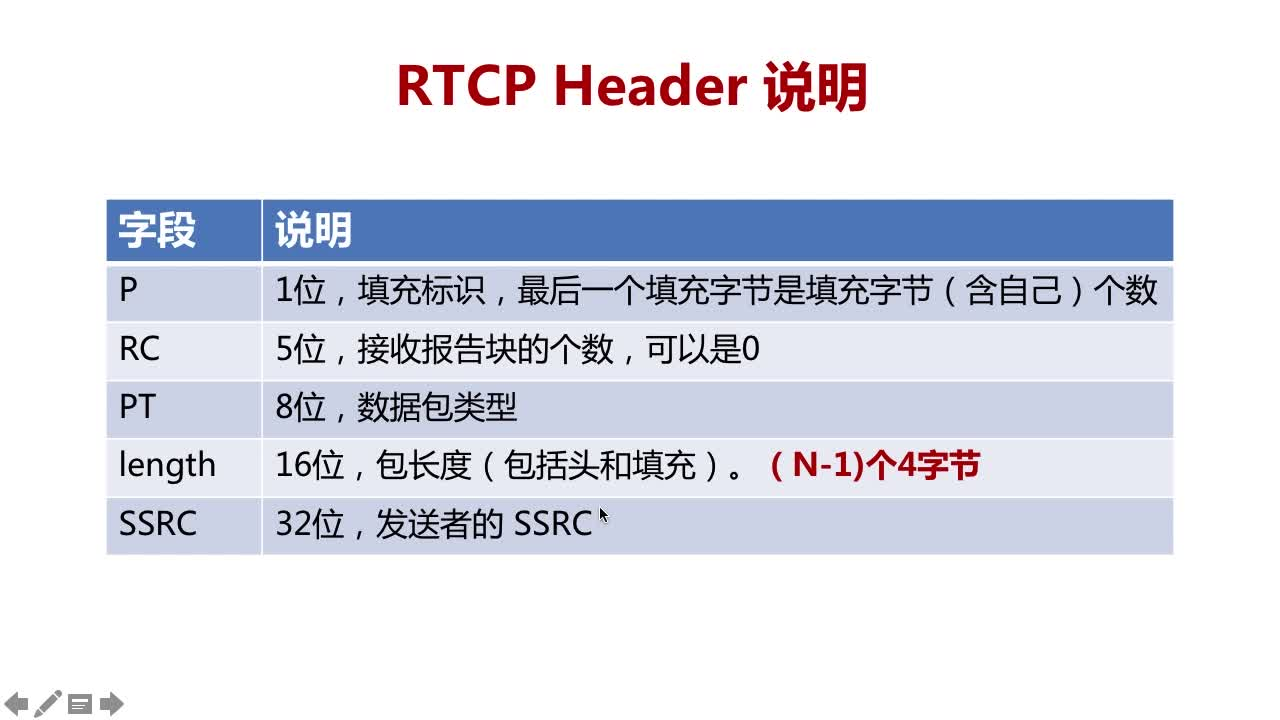 RTCP Header 说明
字段 说明
P 1位，填充标识，最后一个填充字节是填充字节（含自己）个数
RC 5位，接收报告块的个数，可以是0
PT 8位，数据包类型
length 16位，包长度（包括头和填充）。（N-1)个4字节
SSRC 32位，发送者的 SSRC